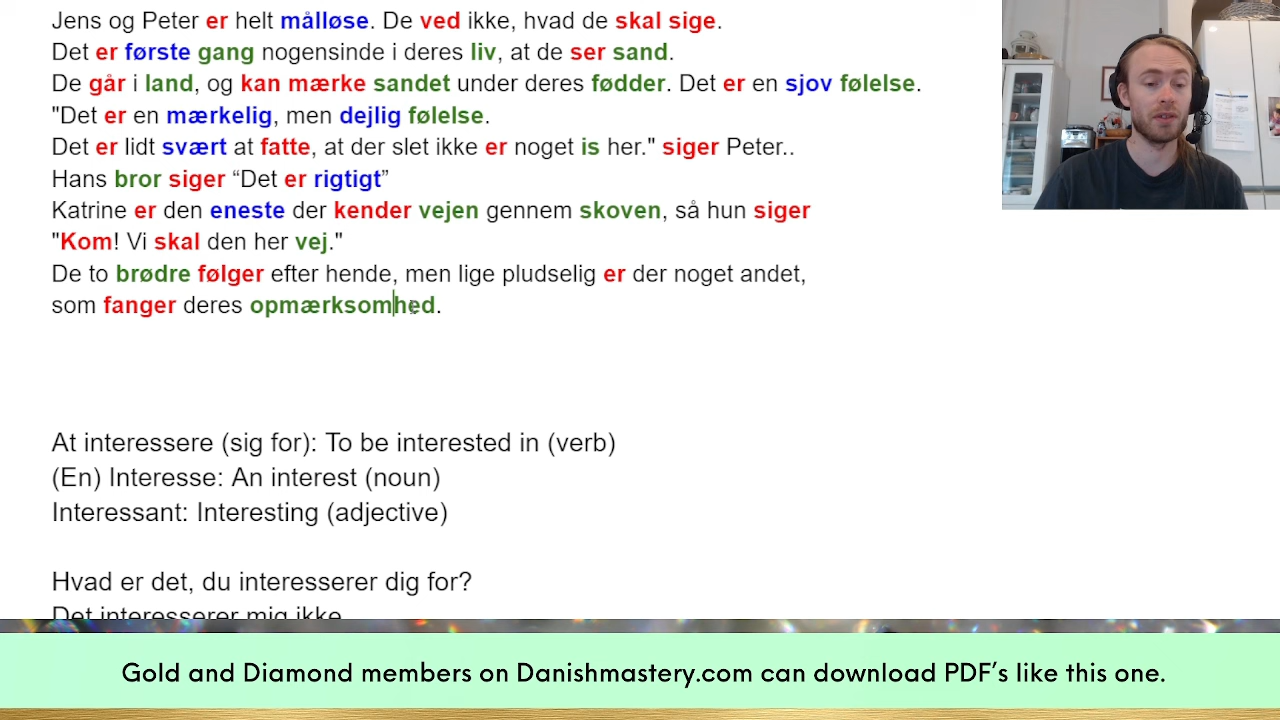 Jens og Peter er helt målløse. De ved ikke, hvad de skal sige.
Det er første gang nogensinde i deres liv, at de ser sand.
De går i land, og kan mærke sandet under deres fødder. Det er en sjov følelse.
"Det er en mærkelig, men dejlig følelse.
Det er lidt svært at fatte, at der slet ikke er noget is her." siger Peter..
Hans bror siger “Det er rigtigt”
Katrine er den eneste der kender vejen gennem skoven, så hun siger
"Kom! Vi skal den her vej."
De to brødre følger efter hende, men lige pludselig er der noget andet,
som fanger deres opmærksomhed.
At interessere (sig for): To be interested in (verb)
(En) Interesse: An interest (noun)
Interessant: Interesting (adjective)
Hvad er det, du interesserer dig for?
Det interesserer mig ikke
Gold and Diamond members on Danishmastery.com can download PDF’s like this one.